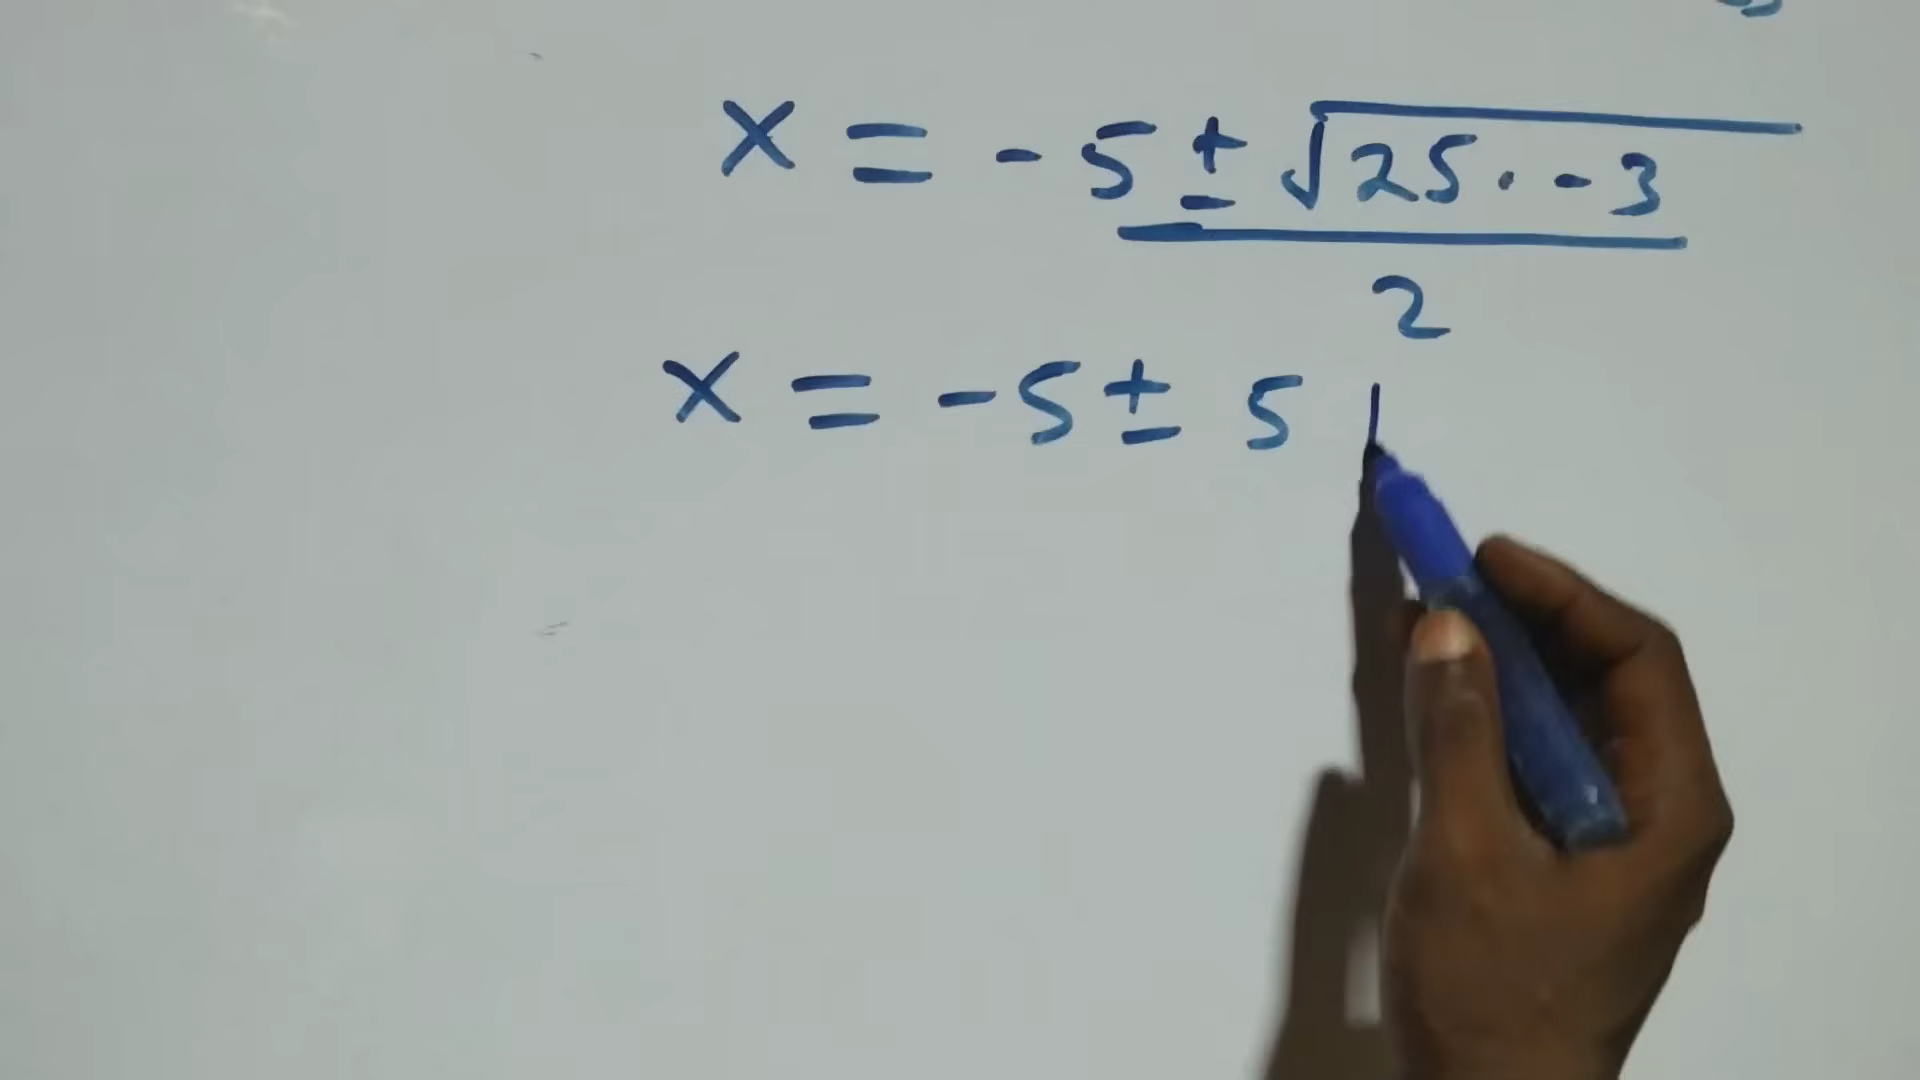 x = -5 ± √25 · -3
2
x = -5 ± 5